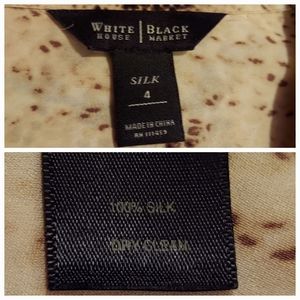 WHITE | BLACK
HOUSE | MARKET
SILK
4
MADE IN CHINA
100% SILK
DRY CLEAN